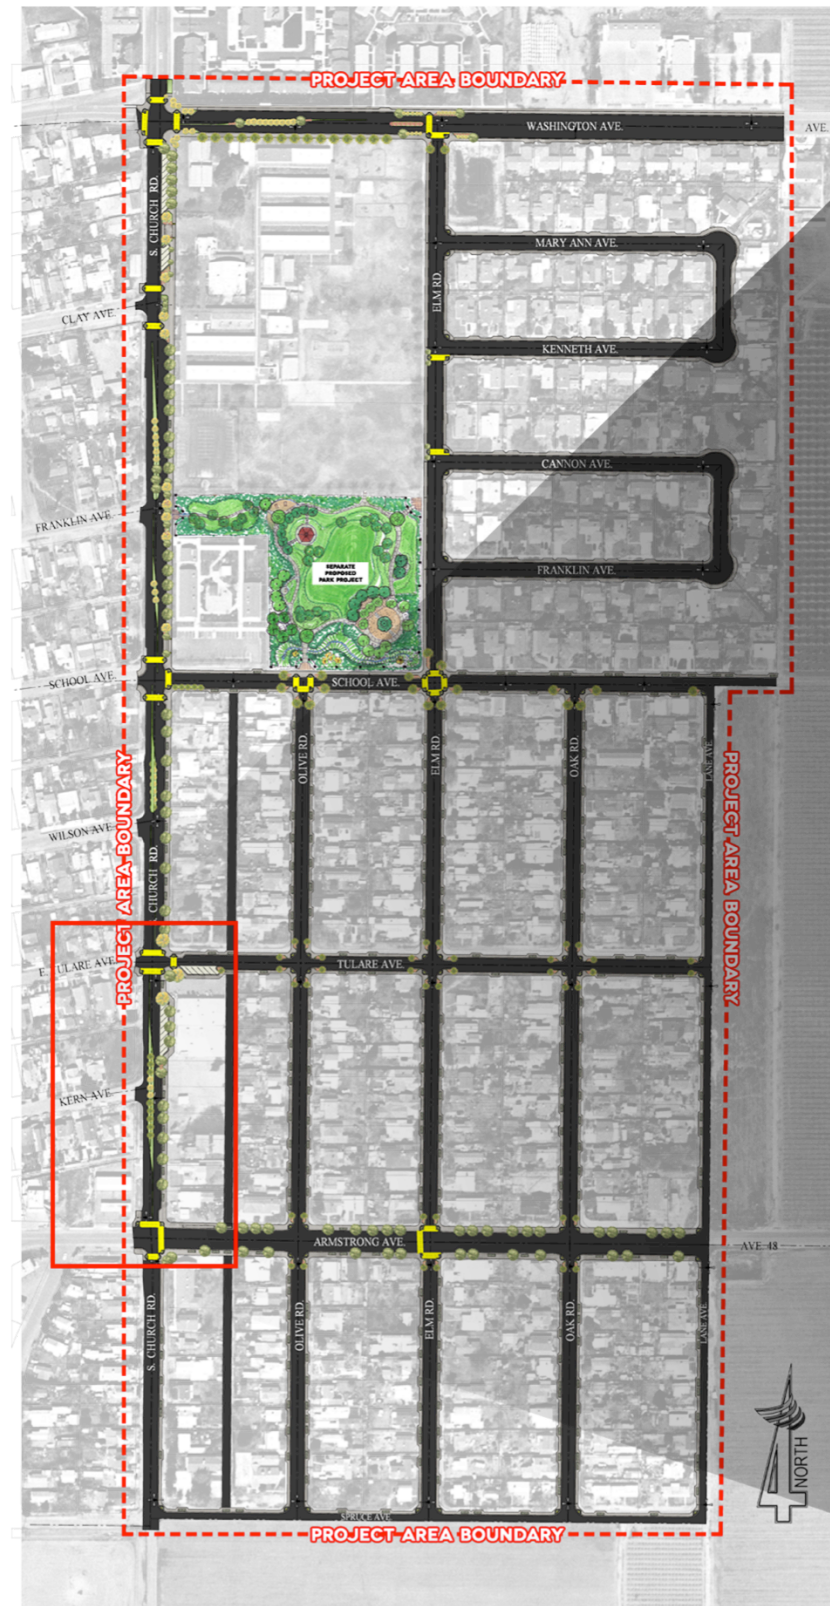 PROJECT AREA BOUNDARY
WASHINGTON AVE.
AVE.
S. CHURCH RD.
MARY ANN AVE.
ELM RD.
CLAY AVE.
KENNETH AVE.
CANNON AVE.
FRANKLIN AVE.
SEPARATE
PROPOSED
PARK PROJECT
FRANKLIN AVE.
SCHOOL AVE.
SCHOOL AVE.
OLIVE RD.
ELM RD.
OAK RD.
LANE AVE.
PROJECT AREA BOUNDARY
PROJECT AREA BOUNDARY
WILSON AVE.
CHURCH RD.
E. TULARE AVE.
TULARE AVE.
KERN AVE.
ARMSTRONG AVE.
AVE. 48
S. CHURCH RD.
OLIVE RD.
ELM RD.
OAK RD.
LANE AVE.
NORTH
SPRUCE AVE.
PROJECT AREA BOUNDARY